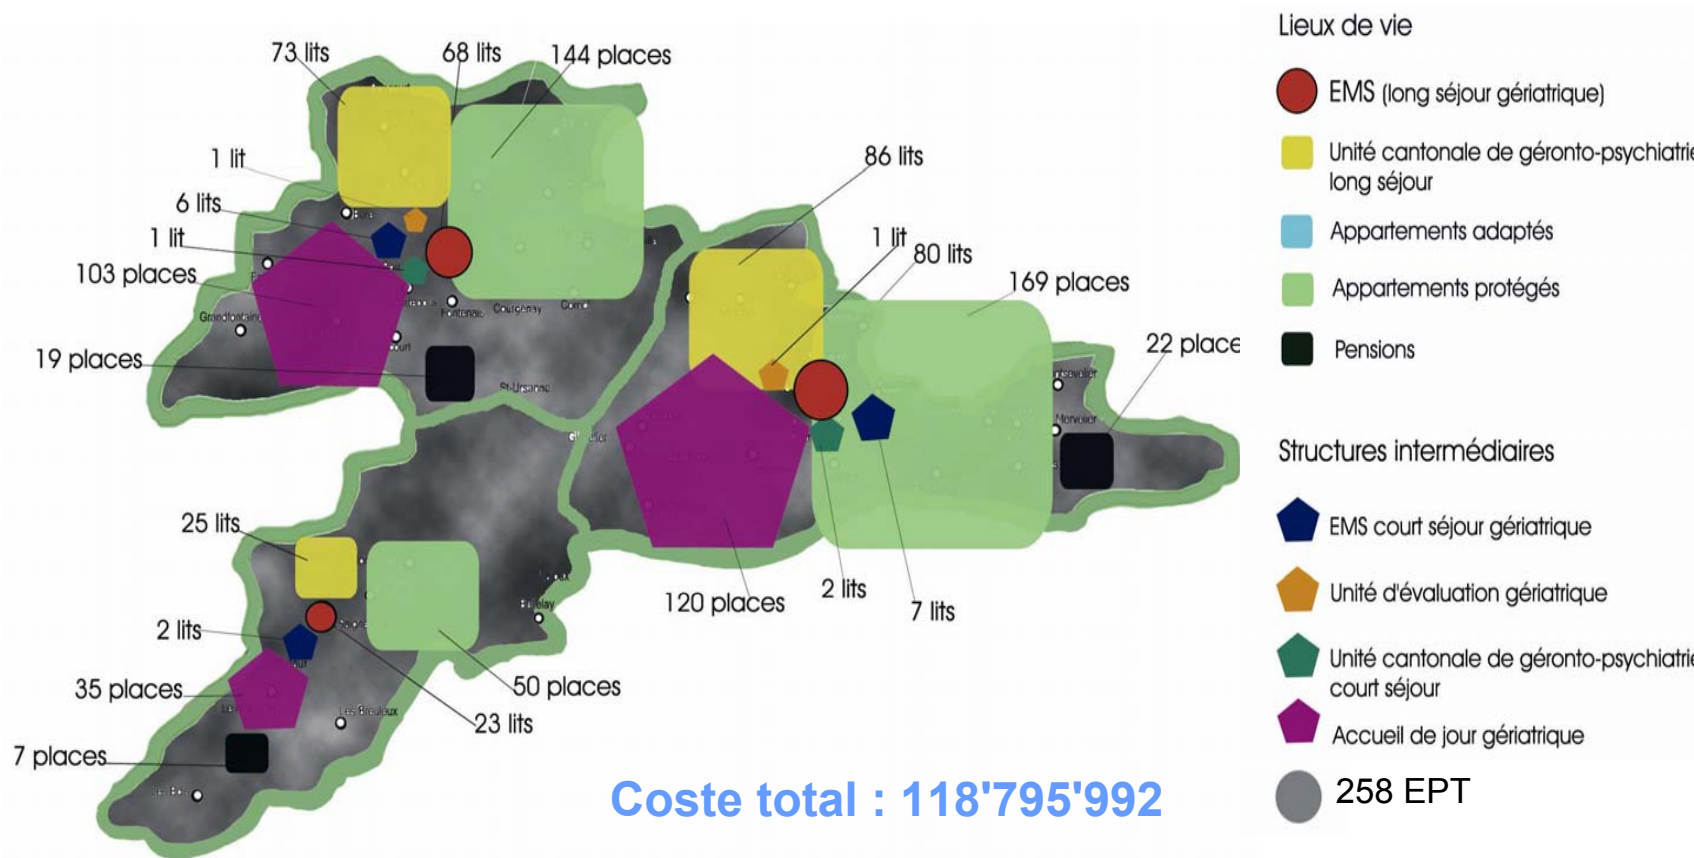 73 lits
68 lits
144 places
1 lit
6 lits
1 lit
103 places
19 places
86 lits
1 lit
80 lits
169 places
22 place
Grandfontaine
Fontenais
Courgenay
St-Ursanne
Mervelier
25 lits
2 lits
35 places
7 places
50 places
23 lits
Les Breuleux
120 places
2 lits
7 lits
Coste total : 118'795'992
Lieux de vie
EMS (long séjour gériatrique)
Unité cantonale de géronto-psychiatrie
long séjour
Appartements adaptés
Appartements protégés
Pensions
Structures intermédiaires
EMS court séjour gériatrique
Unité d'évaluation gériatrique
Unité cantonale de géronto-psychiatrie
court séjour
Accueil de jour gériatrique
258 EPT